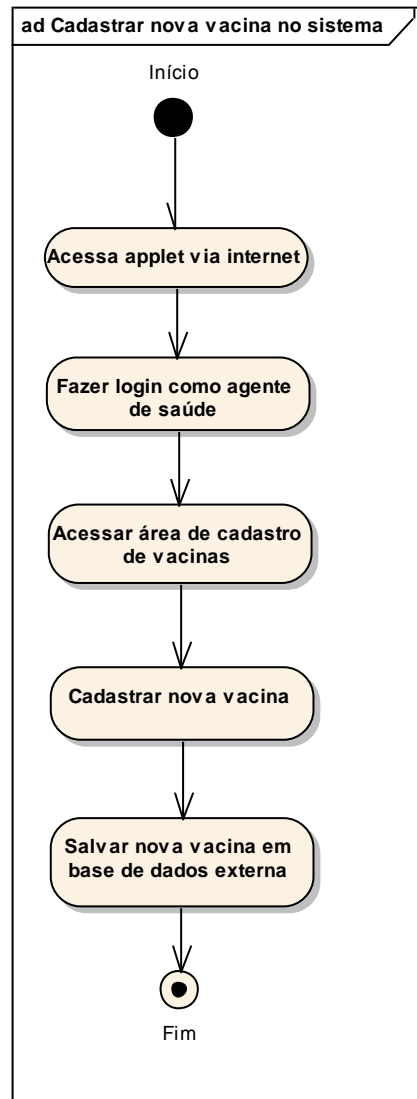 ad Cadastrar nova vacina no sistema
Início
Acessa applet via internet
Fazer login como agente
de saúde
Acessar área de cadastro
de vacinas
Cadastrar nova vacina
Salvar nova vacina em
base de dados externa
Fim